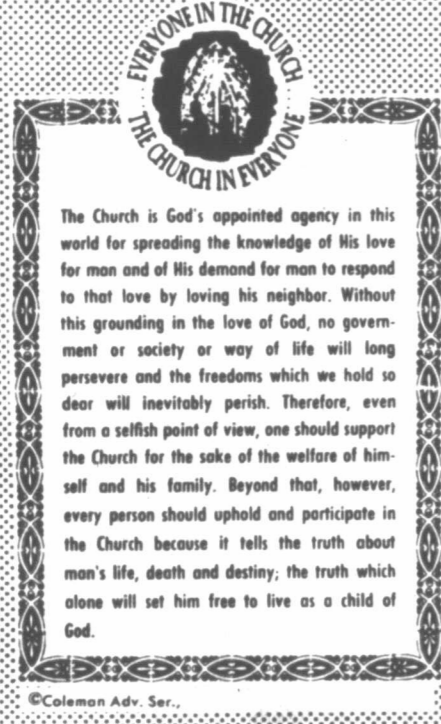 EVERYONE IN THE CHURCH
THE CHURCH IN EVERYONE
The Church is God's appointed agency in this
world for spreading the knowledge of His love
for man and of His demand for man to respond
to that love by loving his neighbor. Without
this grounding in the love of God, no govern-
ment or society or way of life will long
persevere and the freedoms which we hold so
dear will inevitably perish. Therefore, even
from a selfish point of view, one should support
the Church for the sake of the welfare of him-
self and his family. Beyond that, however,
every person should uphold and participate in
the Church because it tells the truth about
man's life, death and destiny; the truth which
alone will set him free to live as a child of
God.
©Coleman Adv. Ser.,